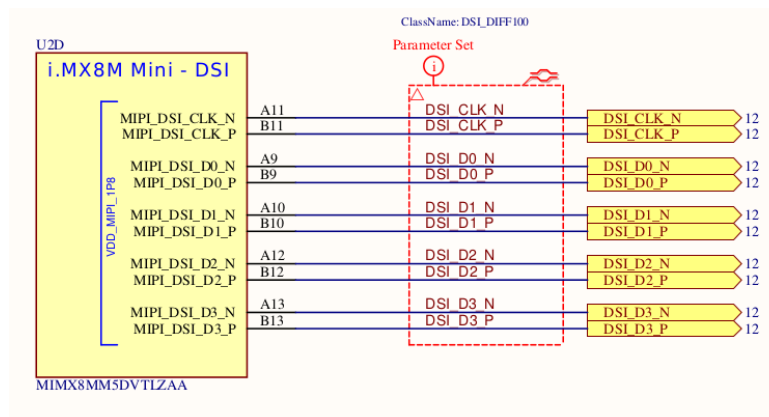 ClassName: DSI_DIFF100
U2D
Parameter Set
i.MX8M Mini - DSI
i
MIPI_DSI_CLK_N A11 DSI_CLK_N DSI_CLK_N 12
MIPI_DSI_CLK_P B11 DSI_CLK_P DSI_CLK_P 12
MIPI_DSI_D0_N A9 DSI_D0_N DSI_D0_N 12
MIPI_DSI_D0_P B9 DSI_D0_P DSI_D0_P 12
VDD_MIPI_1P8
MIPI_DSI_D1_N A10 DSI_D1_N DSI_D1_N 12
MIPI_DSI_D1_P B10 DSI_D1_P DSI_D1_P 12
MIPI_DSI_D2_N A12 DSI_D2_N DSI_D2_N 12
MIPI_DSI_D2_P B12 DSI_D2_P DSI_D2_P 12
MIPI_DSI_D3_N A13 DSI_D3_N DSI_D3_N 12
MIPI_DSI_D3_P B13 DSI_D3_P DSI_D3_P 12
MIMX8MM5DVTLZAA